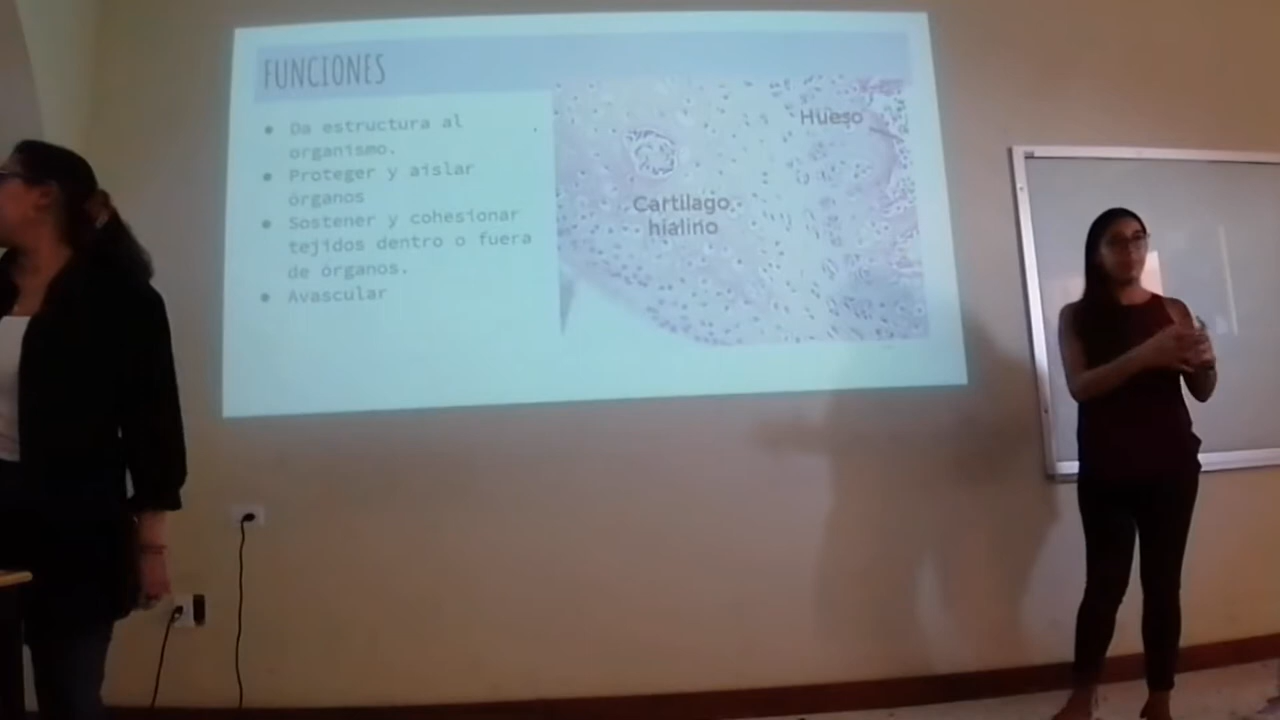 FUNCIONES
Da estructura al
organismo.
Proteger y aislar
órganos
Sostener y cohesionar
tejidos dentro o fuera
de órganos.
Avascular
Hueso
Cartílago
hialino